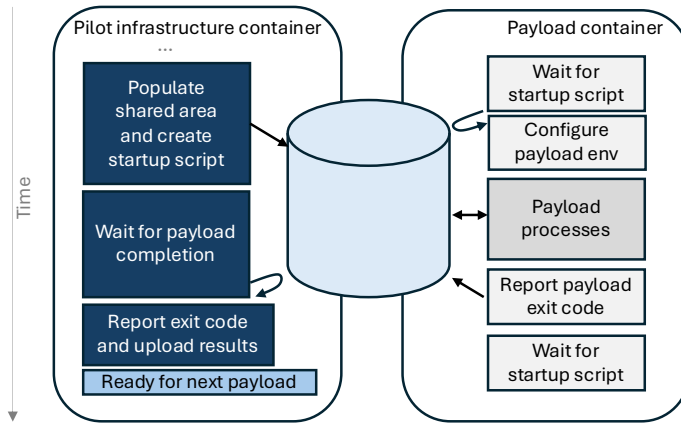 Pilot infrastructure container
...
Populate
shared area
and create
startup script
Wait for payload
completion
Report exit code
and upload results
Ready for next payload
Payload container
Wait for
startup script
Configure
payload env
Payload
processes
Report payload
exit code
Wait for
startup script
Time